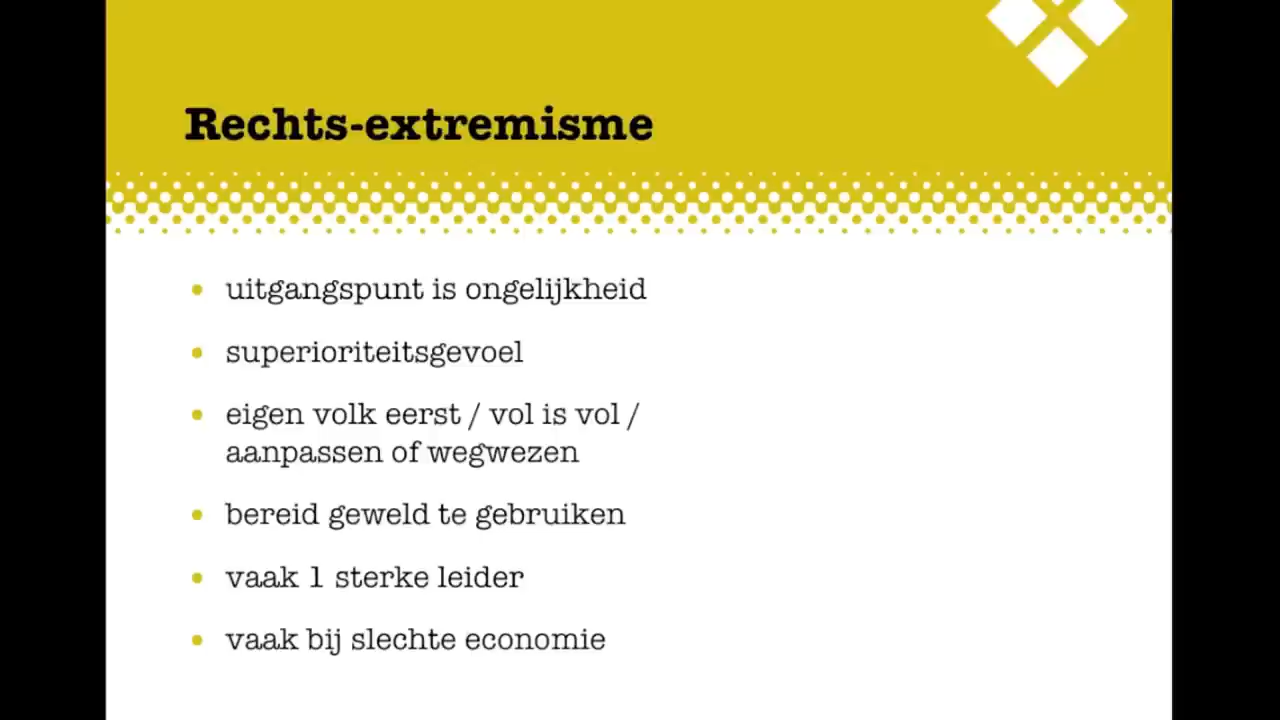 Rechts-extremisme
uitgangspunt is ongelijkheid
superioriteitsgevoel
eigen volk eerst / vol is vol /
aanpassen of wegwezen
bereid geweld te gebruiken
vaak 1 sterke leider
vaak bij slechte economie